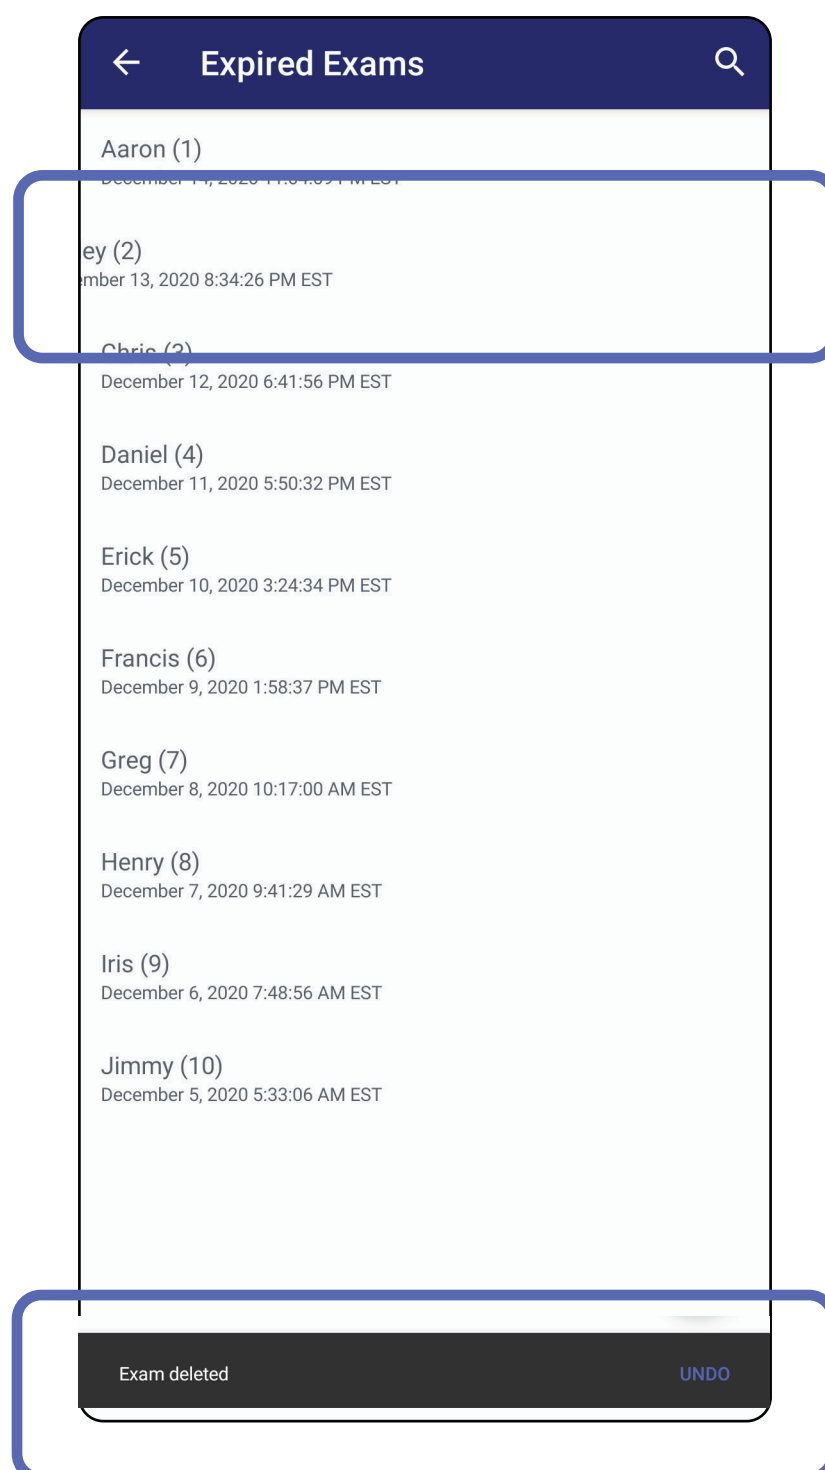 Expired Exams
Aaron (1)
ey (2)
mber 13, 2020 8:34:26 PM EST
Chris (3)
December 12, 2020 6:41:56 PM EST
Daniel (4)
December 11, 2020 5:50:32 PM EST
Erick (5)
December 10, 2020 3:24:34 PM EST
Francis (6)
December 9, 2020 1:58:37 PM EST
Greg (7)
December 8, 2020 10:17:00 AM EST
Henry (8)
December 7, 2020 9:41:29 AM EST
Iris (9)
December 6, 2020 7:48:56 AM EST
Jimmy (10)
December 5, 2020 5:33:06 AM EST
Exam deleted
UNDO